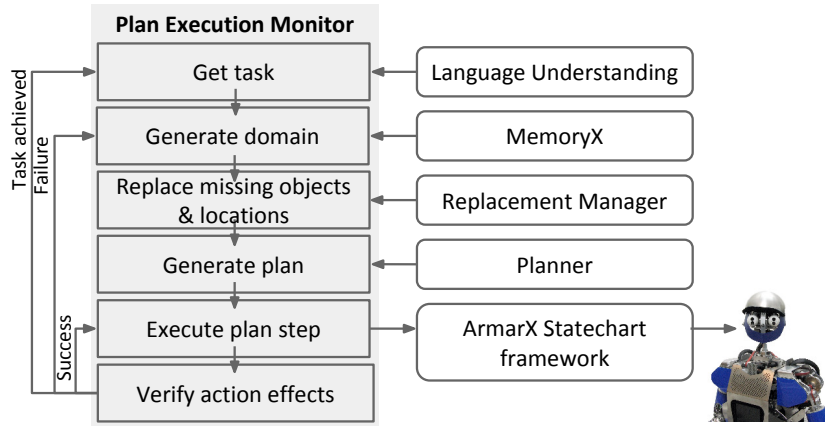 Plan Execution Monitor
Get task
Language Understanding
Generate domain
MemoryX
Replace missing objects
& locations
Replacement Manager
Generate plan
Planner
Execute plan step
ArmarX Statechart
framework
Verify action effects
Task achieved
Failure
Success